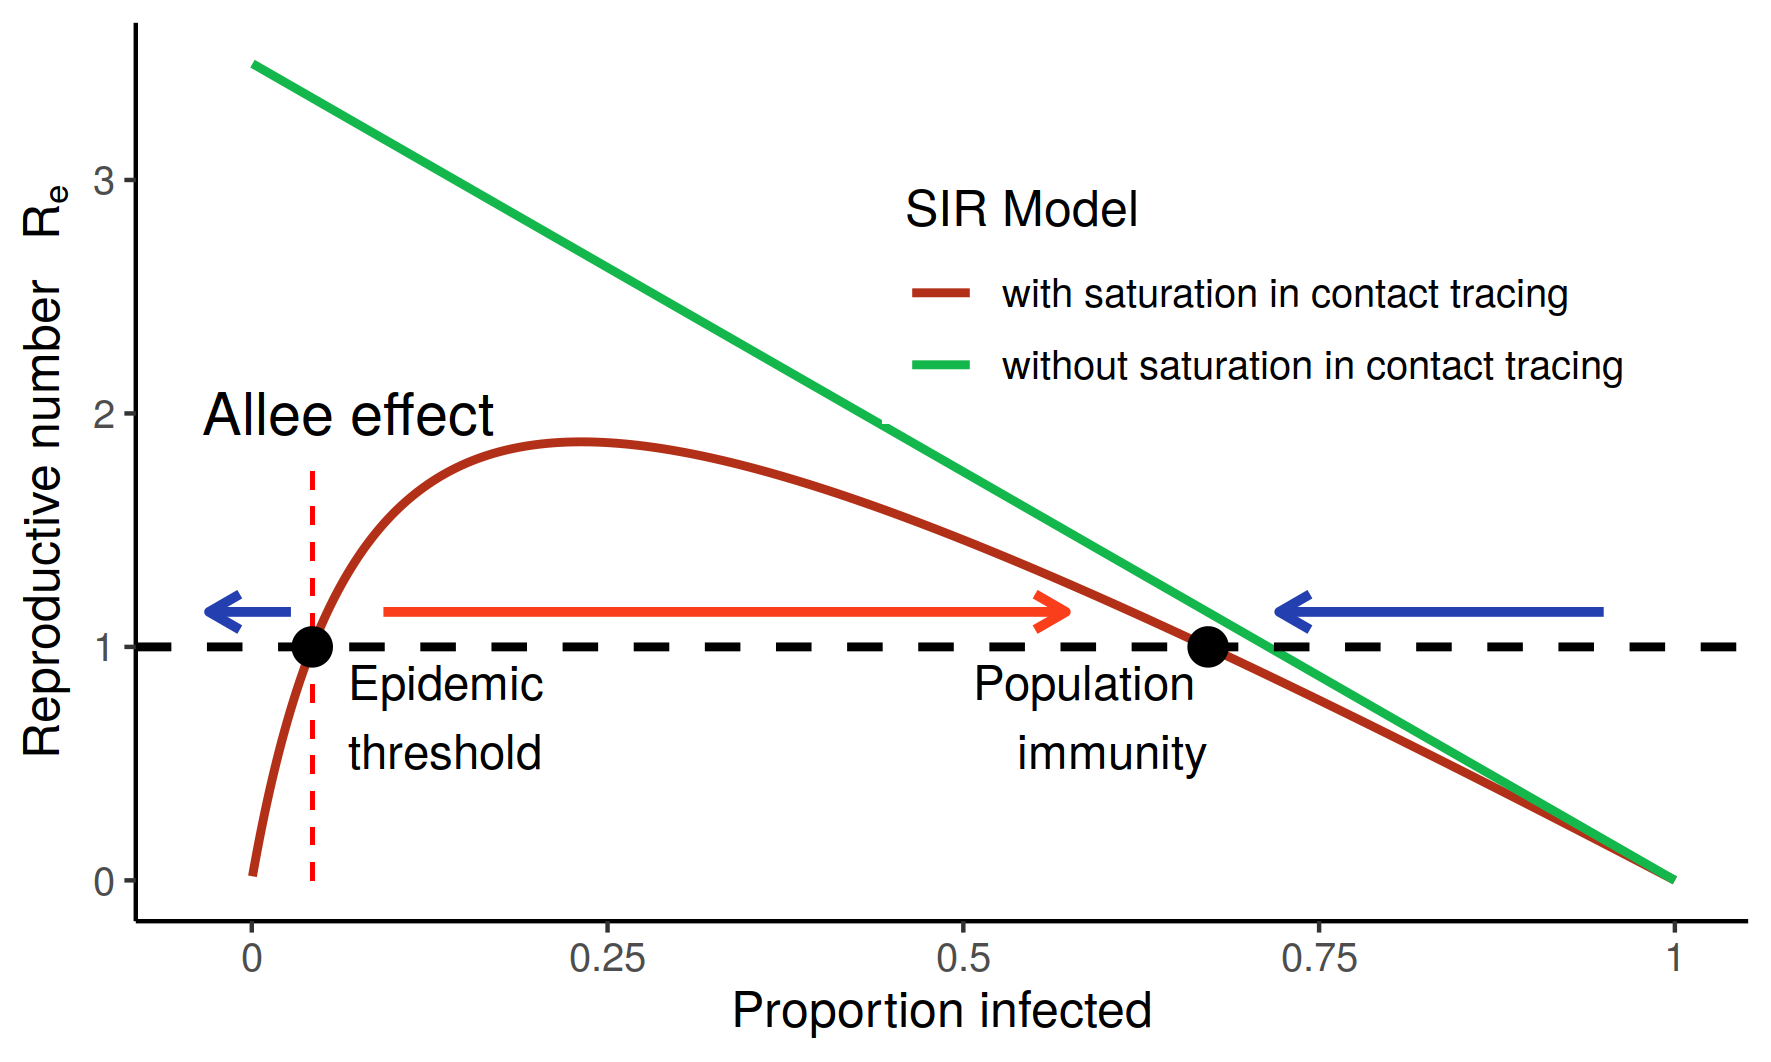 Reproductive number Re
3
2
1
0
SIR Model
with saturation in contact tracing
without saturation in contact tracing
Allee effect
Epidemic
threshold
Population
immunity
0 0.25 0.5 0.75 1
Proportion infected